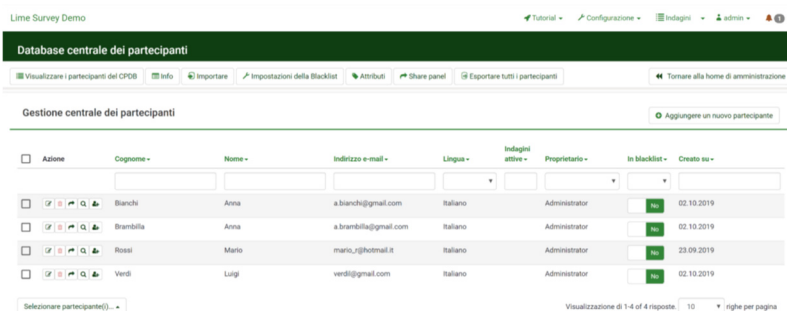 Lime Survey Demo
Tutorial
Configurazione
Indagini
admin
1
Database centrale dei partecipanti
Visualizzare i partecipanti del CPDB
Info
Importare
Impostazioni della Blacklist
Attributi
Share panel
Esportare tutti i partecipanti
Tornare alla home di amministrazione
Gestione centrale dei partecipanti
Aggiungere un nuovo partecipante
Azione Cognome Nome Indirizzo e-mail Lingua Indagini attive Proprietario In blacklist Creato su
Bianchi Anna a.bianchi@gmail.com Italiano Administrator No 02.10.2019
Brambilla Anna a.brambilla@gmail.com Italiano Administrator No 02.10.2019
Rossi Mario mario_r@hotmail.it Italiano Administrator No 23.09.2019
Verdi Luigi verdil@gmail.com Italiano Administrator No 02.10.2019
Selezionare partecipante(i)...
Visualizzazione di 1-4 of 4 risposte. 10 righe per pagina